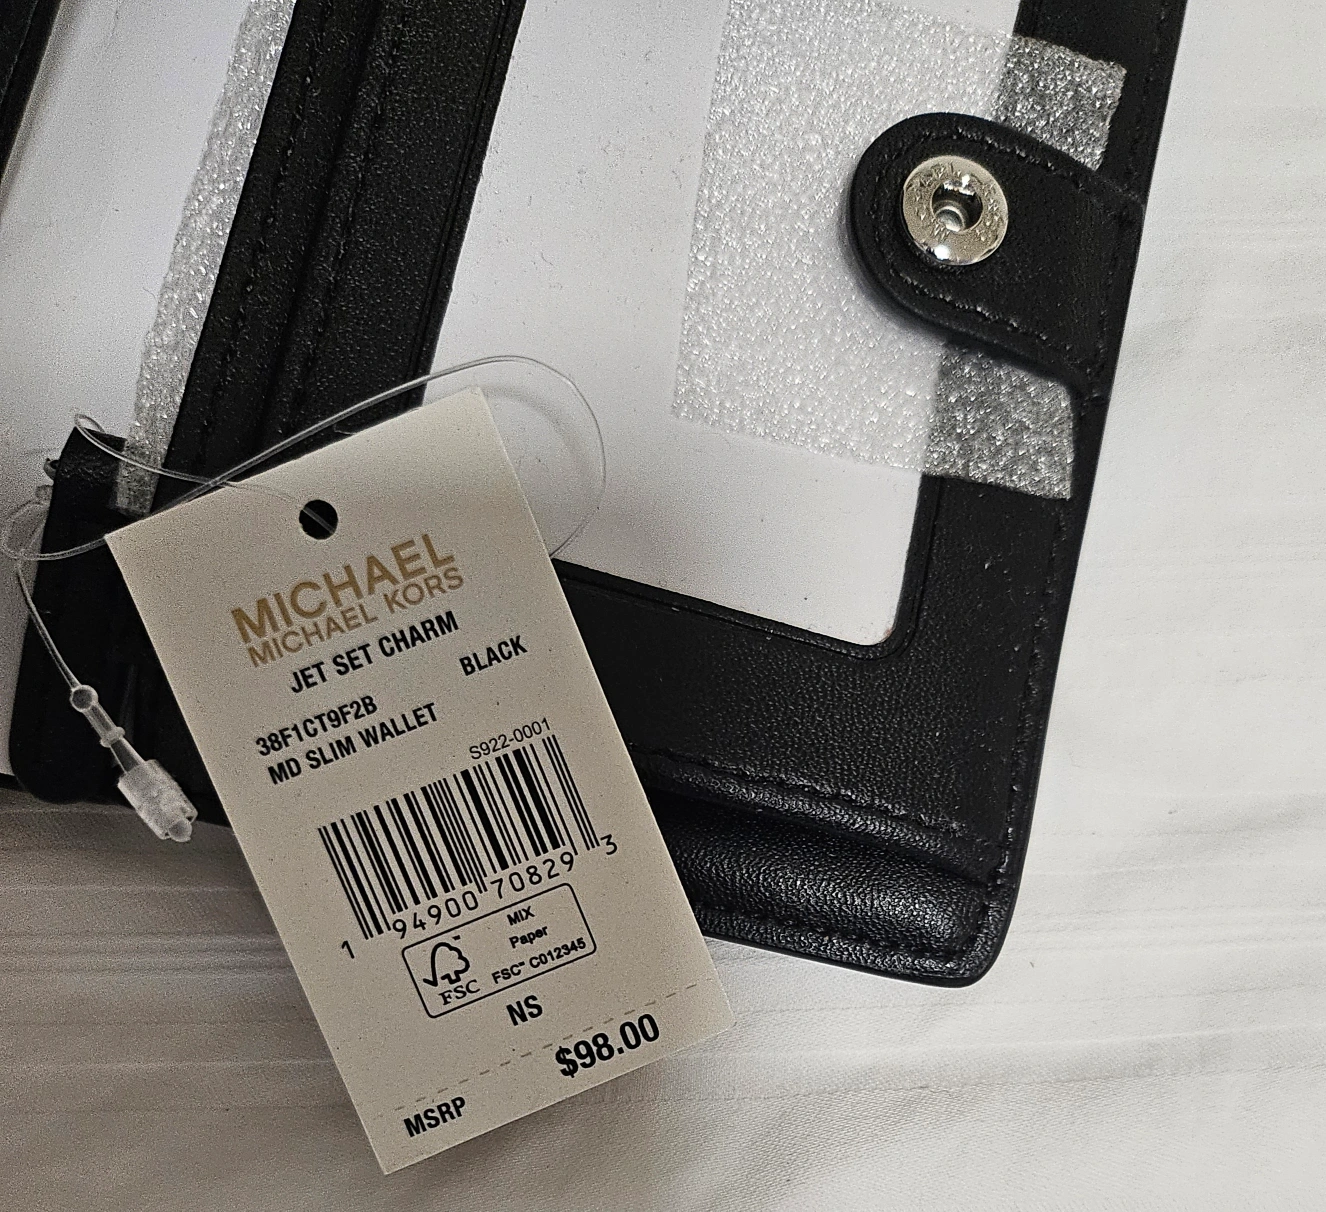 MICHAEL
MICHAEL KORS
JET SET CHARM
BLACK
38F1CT9F2B
MD SLIM WALLET
S922-0001
1 94900 70829 3
MIX
Paper
FSC™ C012345
FSC
NS
$98.00
MSRP